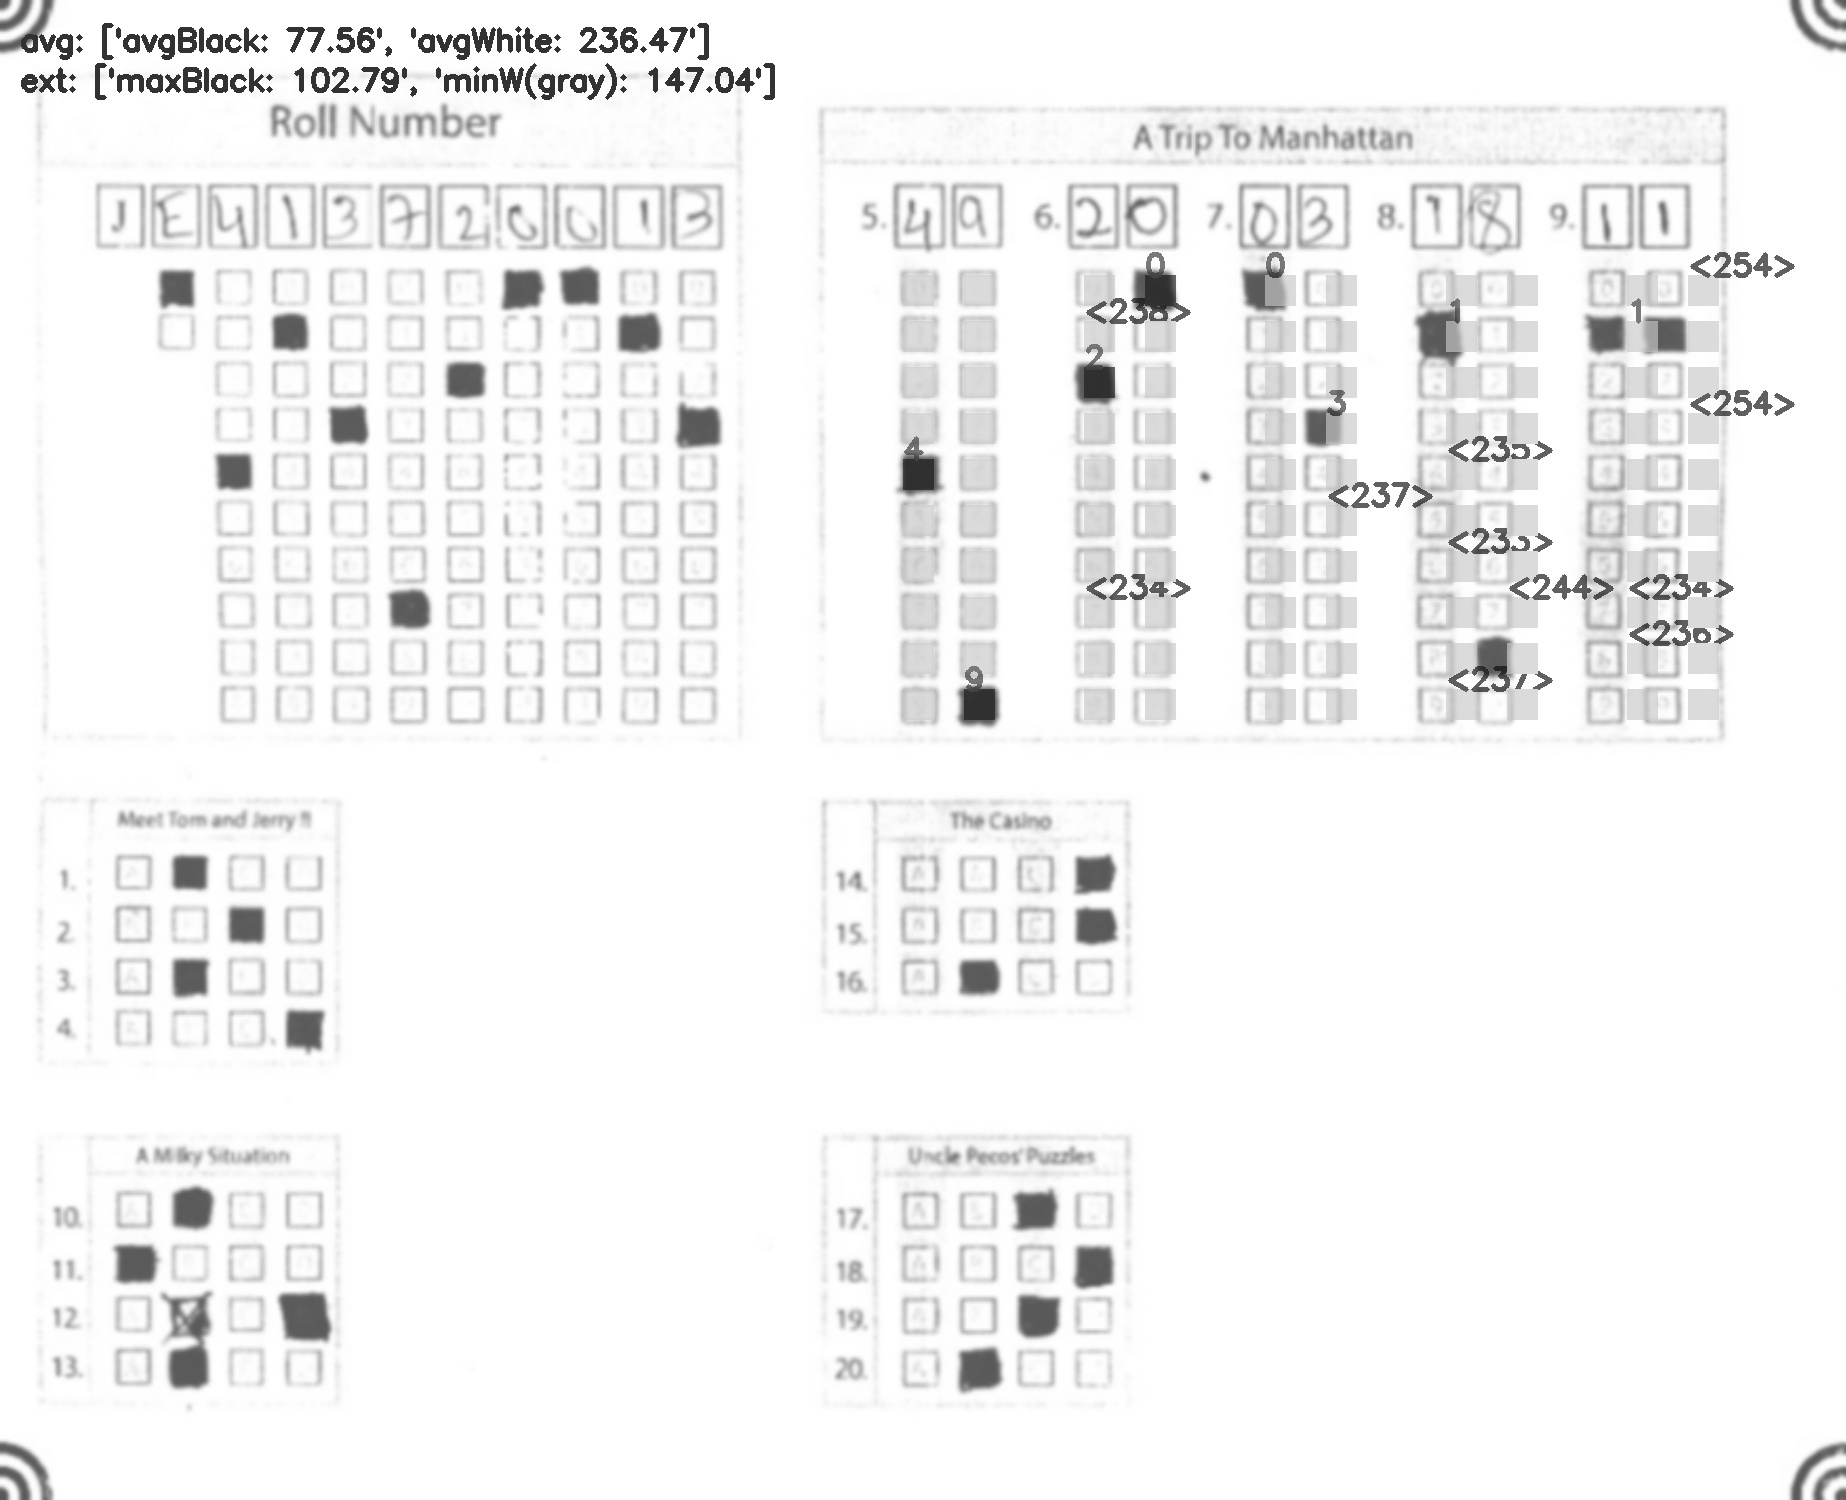 avg: ['avgBlack: 77.56', 'avgWhite: 236.47']
ext: ['maxBlack: 102.79', 'minW(gray): 147.04']
Roll Number
J E 4 1 3 7 2 0 0 1 3
A Trip To Manhattan
5. 4 9 6. 2 0 7. 0 3 8. 1 8 9. 1 1
0 0 <254>
<238> 1 1
2
3 <254>
4 <235>
<237>
<235>
<234> <244> <234>
<236>
9 <237>
Meet Tom and Jerry !!
1.
2.
3.
4.
The Casino
14.
15.
16.
A Milky Situation
10.
11.
12.
13.
Uncle Pecos' Puzzles
17.
18.
19.
20.